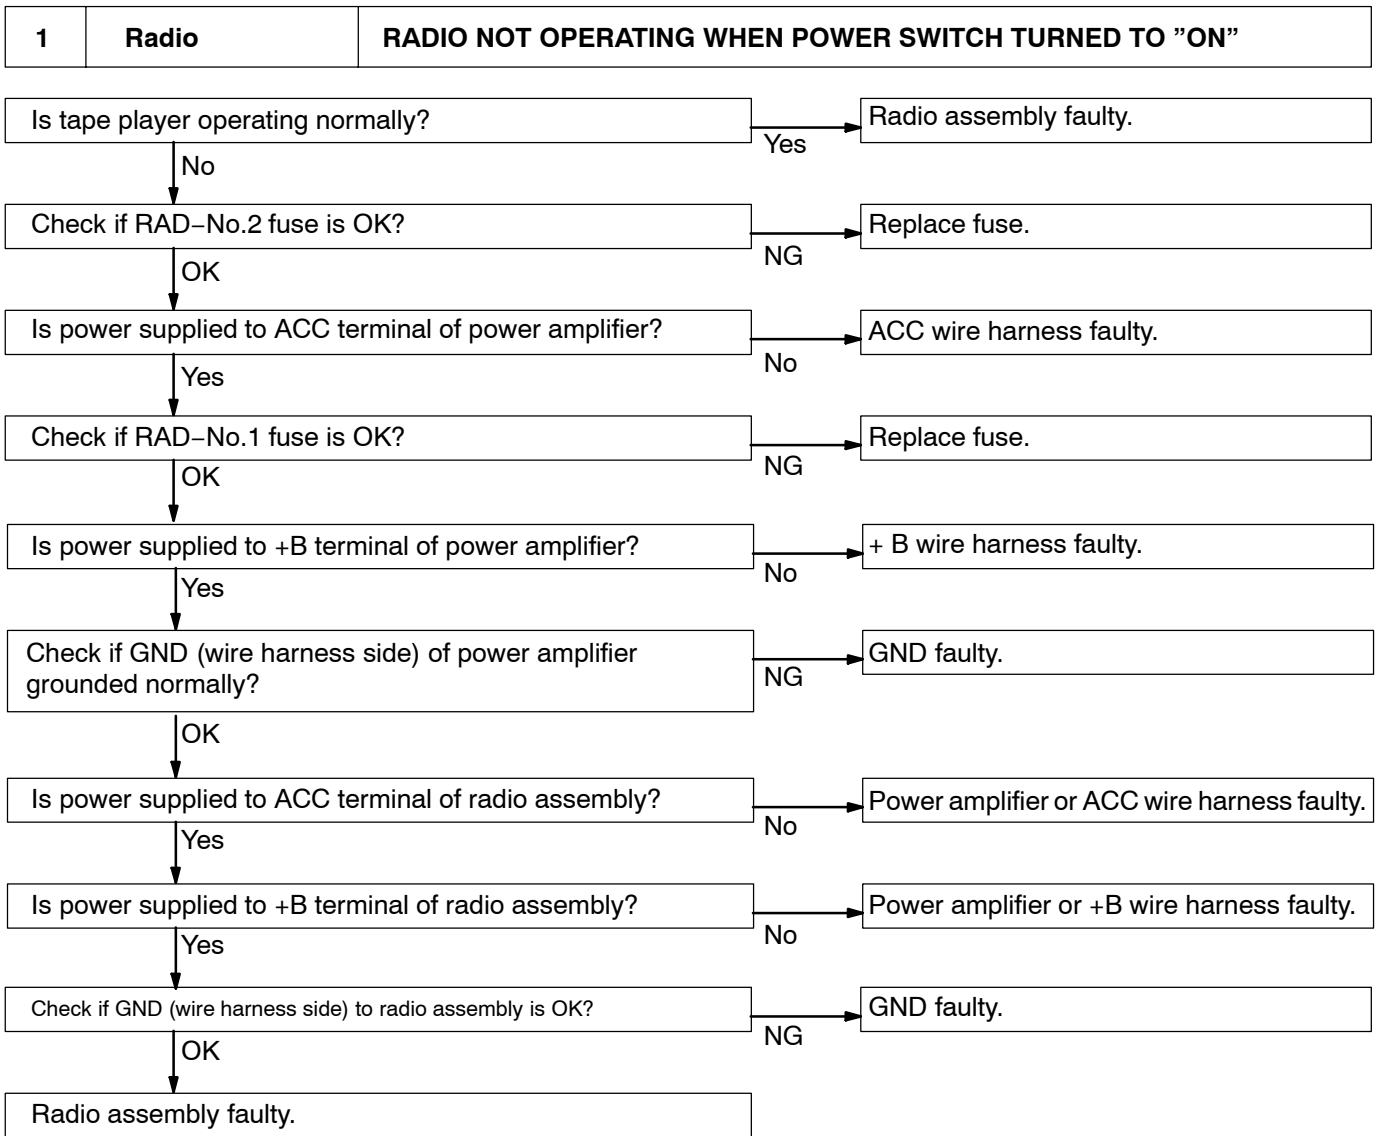 1 Radio RADIO NOT OPERATING WHEN POWER SWITCH TURNED TO ”ON”
Is tape player operating normally?
Yes
Radio assembly faulty.
No
Check if RAD−No.2 fuse is OK?
NG
Replace fuse.
OK
Is power supplied to ACC terminal of power amplifier?
No
ACC wire harness faulty.
Yes
Check if RAD−No.1 fuse is OK?
NG
Replace fuse.
OK
Is power supplied to +B terminal of power amplifier?
No
+ B wire harness faulty.
Yes
Check if GND (wire harness side) of power amplifier
grounded normally?
NG
GND faulty.
OK
Is power supplied to ACC terminal of radio assembly?
No
Power amplifier or ACC wire harness faulty.
Yes
Is power supplied to +B terminal of radio assembly?
No
Power amplifier or +B wire harness faulty.
Yes
Check if GND (wire harness side) to radio assembly is OK?
NG
GND faulty.
OK
Radio assembly faulty.